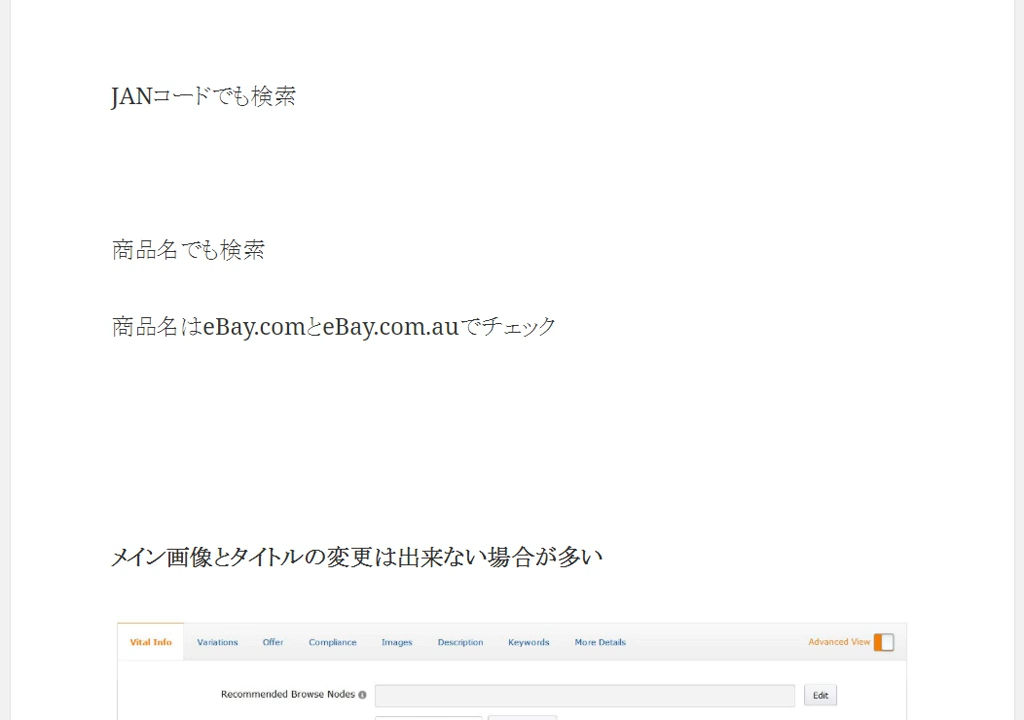 JANコードでも検索
商品名でも検索
商品名はeBay.comとeBay.com.auでチェック
メイン画像とタイトルの変更は出来ない場合が多い
Vital Info Variations Offer Compliance Images Description Keywords More Details Advanced View
Recommended Browse Nodes Edit